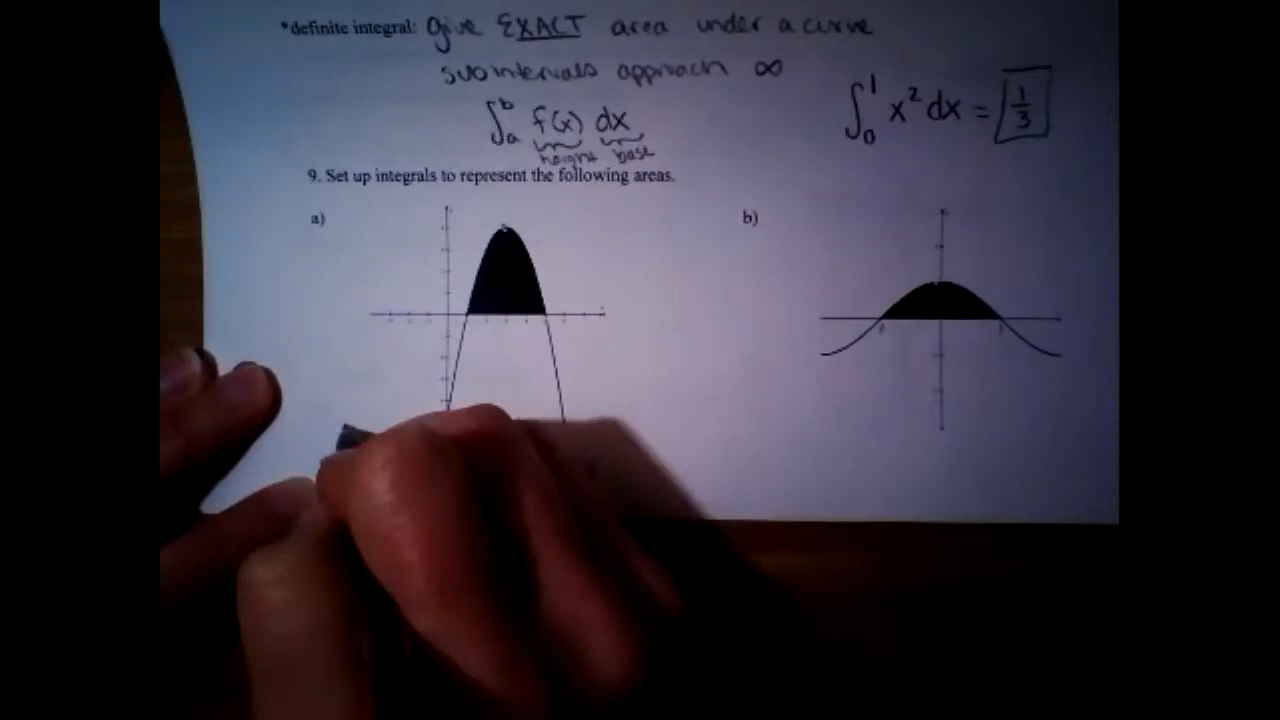 *definite integral: give EXACT area under a curve
subintervals approach ∞
∫₀¹ x² dx = 1/3
∫ₐᵇ f(x) dx
height base
9. Set up integrals to represent the following areas.
a)
b)